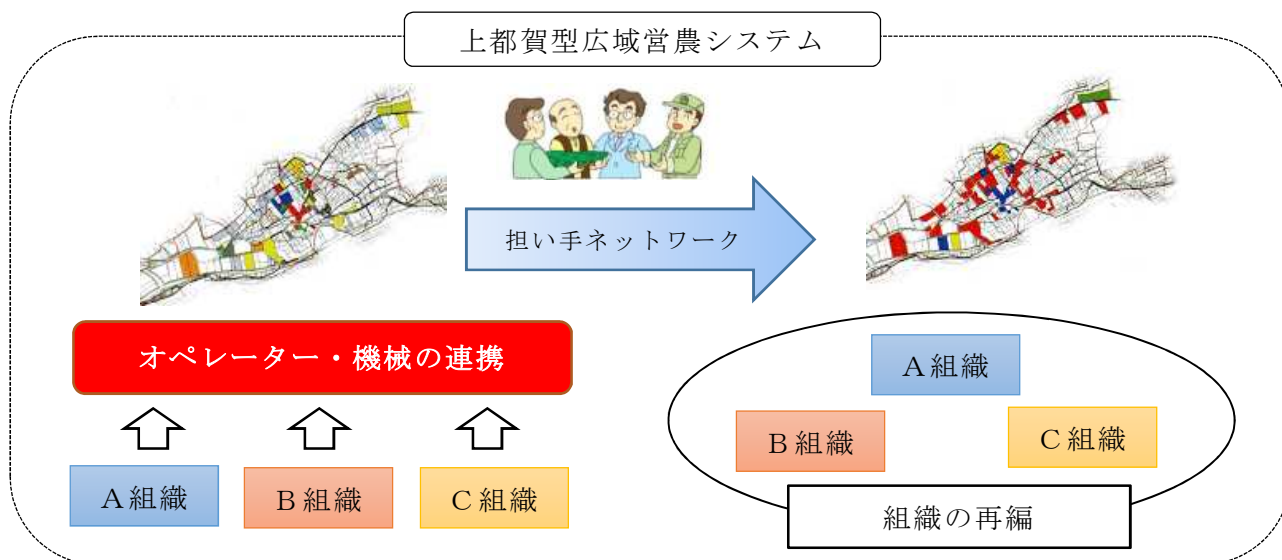 上都賀型広域営農システム
担い手ネットワーク
オペレーター・機械の連携
Ａ組織
Ｂ組織
Ｃ組織
Ａ組織
Ｂ組織
Ｃ組織
組織の再編